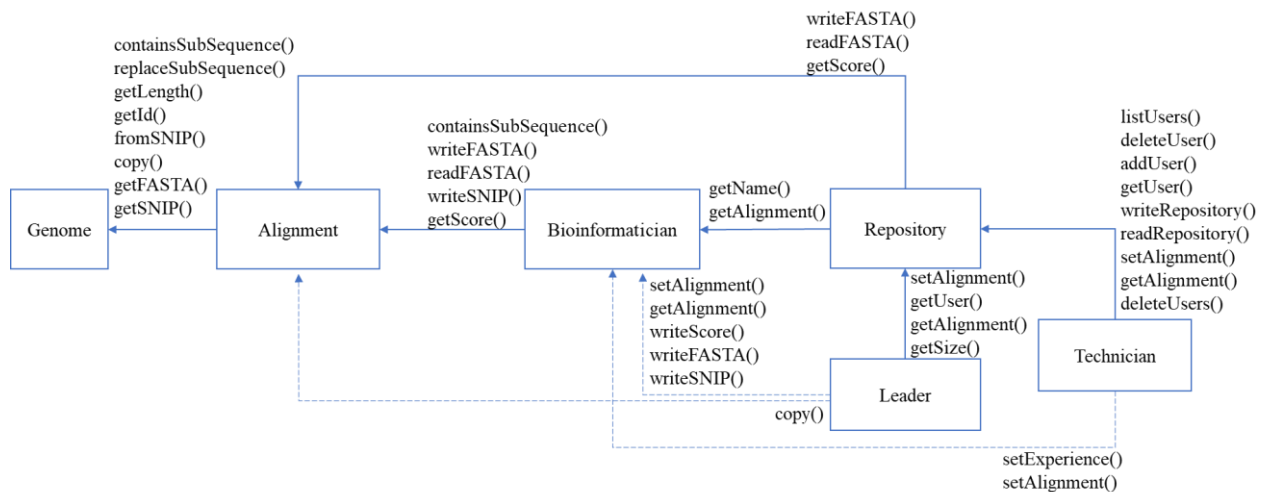 containsSubSequence()
replaceSubSequence()
getLength()
getId()
fromSNIP()
copy()
getFASTA()
getSNIP()
Genome
Alignment
containsSubSequence()
writeFASTA()
readFASTA()
writeSNIP()
getScore()
Bioinformatician
writeFASTA()
readFASTA()
getScore()
getName()
getAlignment()
Repository
listUsers()
deleteUser()
addUser()
getUser()
writeRepository()
readRepository()
setAlignment()
getAlignment()
deleteUsers()
setAlignment()
getAlignment()
writeScore()
writeFASTA()
writeSNIP()
setAlignment()
getUser()
getAlignment()
getSize()
Technician
Leader
copy()
setExperience()
setAlignment()